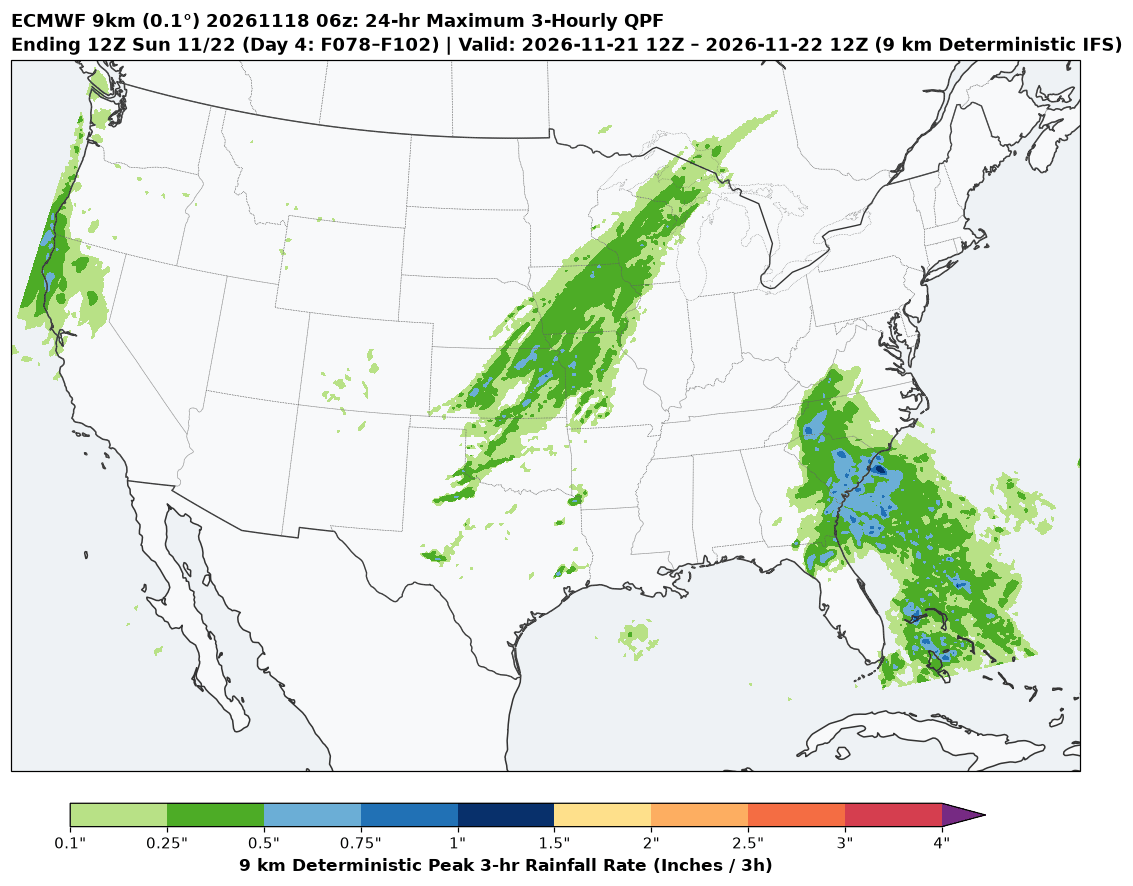 ECMWF 9km (0.1°) 20261118 06z: 24-hr Maximum 3-Hourly QPF
Ending 12Z Sun 11/22 (Day 4: F078–F102) | Valid: 2026-11-21 12Z – 2026-11-22 12Z (9 km Deterministic IFS)
0.1" 0.25" 0.5" 0.75" 1" 1.5" 2" 2.5" 3" 4"
9 km Deterministic Peak 3-hr Rainfall Rate (Inches / 3h)